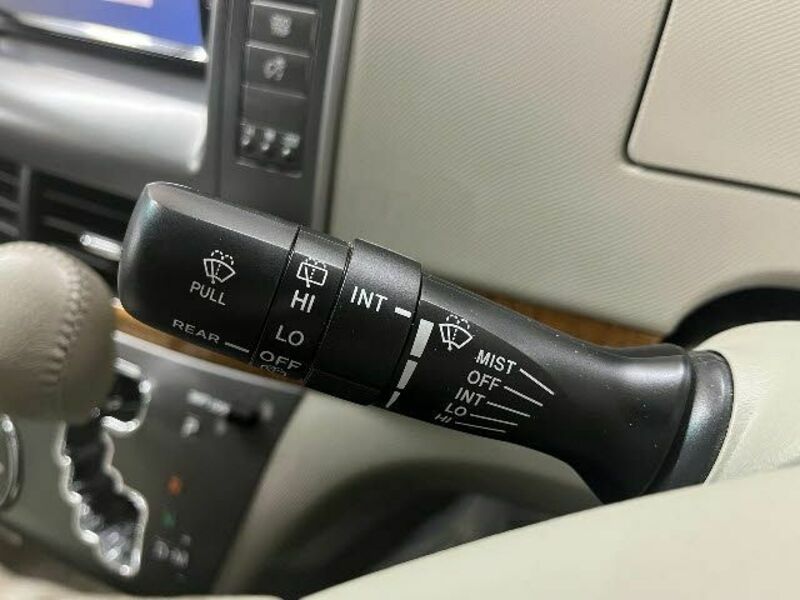 PULL
REAR
HI
LO
OFF
INT
MIST
OFF
INT
LO
HI
P